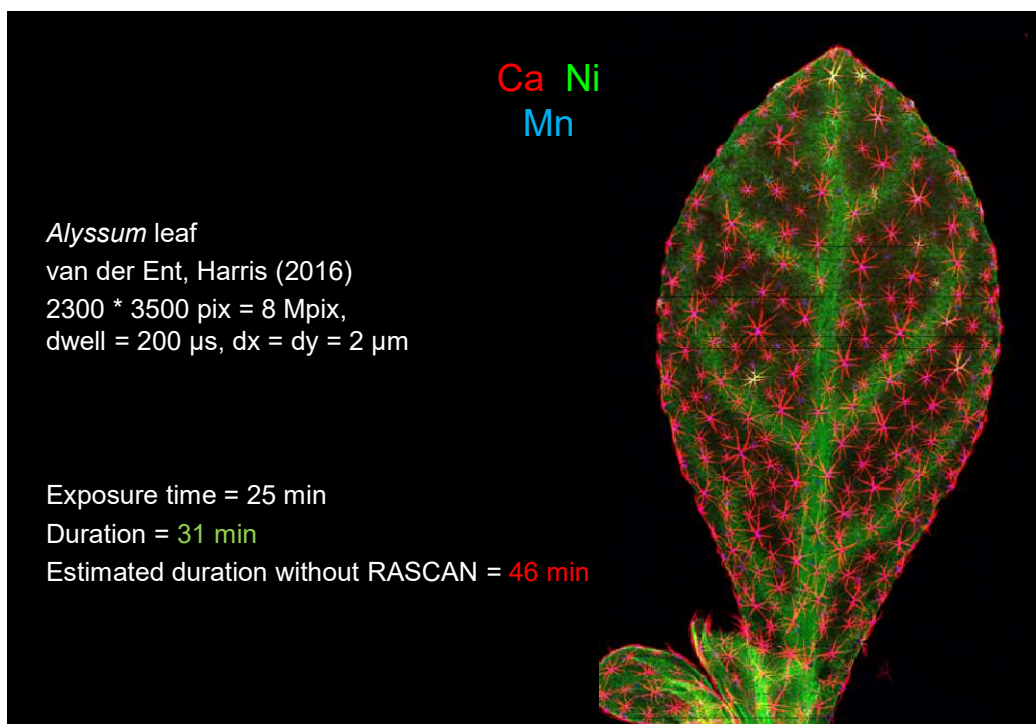 Ca Ni
Mn
Alyssum leaf
van der Ent, Harris (2016)
2300 * 3500 pix = 8 Mpix,
dwell = 200 µs, dx = dy = 2 µm
Exposure time = 25 min
Duration = 31 min
Estimated duration without RASCAN = 46 min